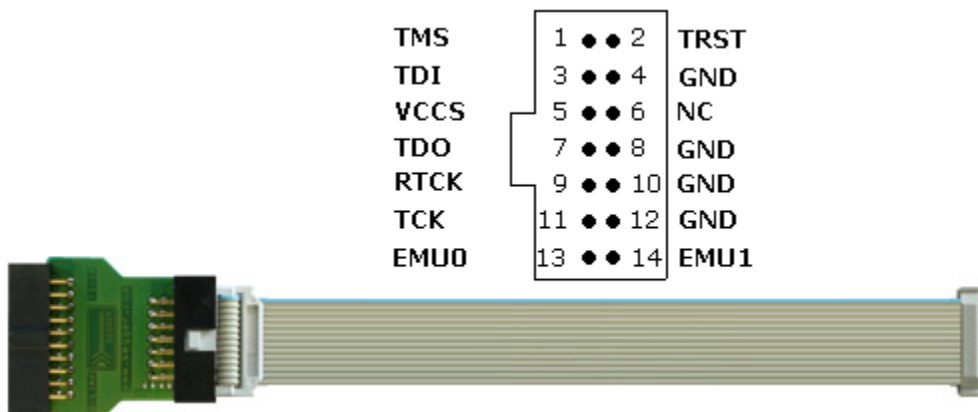 TMS 1 2 TRST
TDI 3 4 GND
VCCS 5 6 NC
TDO 7 8 GND
RTCK 9 10 GND
TCK 11 12 GND
EMU0 13 14 EMU1